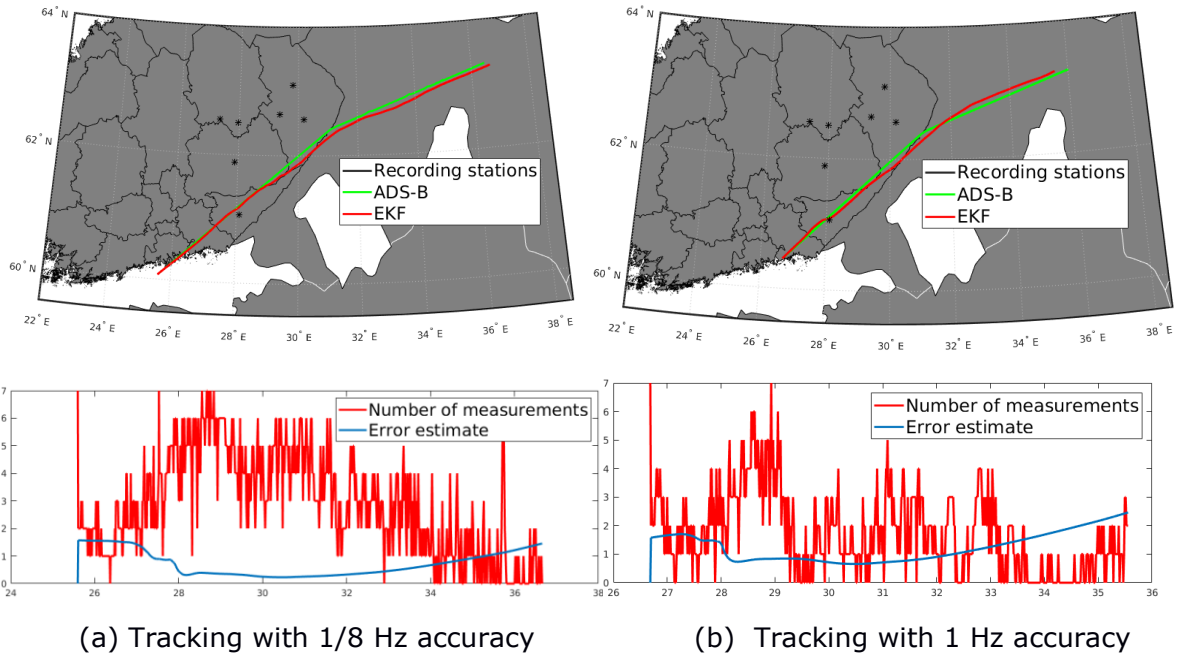 64° N
62° N
60° N
22° E
24° E
26° E
28° E
30° E
32° E
34° E
36° E
38° E
Recording stations
ADS-B
EKF
64° N
62° N
60° N
22° E
24° E
26° E
28° E
30° E
32° E
34° E
36° E
38° E
Recording stations
ADS-B
EKF
7
6
5
4
3
2
1
0
24
26
28
30
32
34
36
38
Number of measurements
Error estimate
7
6
5
4
3
2
1
0
26
27
28
29
30
31
32
33
34
35
36
Number of measurements
Error estimate
(a) Tracking with 1/8 Hz accuracy
(b) Tracking with 1 Hz accuracy